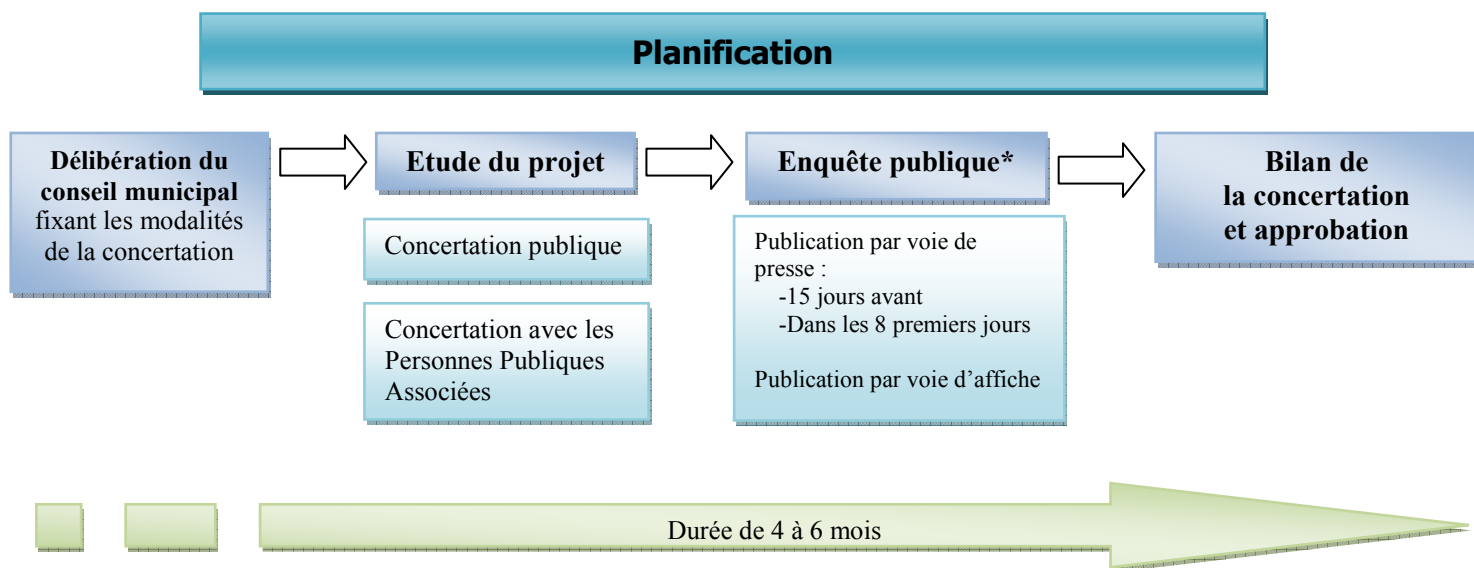 Planification
Délibération du
conseil municipal
fixant les modalités
de la concertation
Etude du projet
Concertation publique
Concertation avec les
Personnes Publiques
Associées
Enquête publique*
Publication par voie de
presse :
-15 jours avant
-Dans les 8 premiers jours
Publication par voie d’affiche
Bilan de
la concertation
et approbation
Durée de 4 à 6 mois